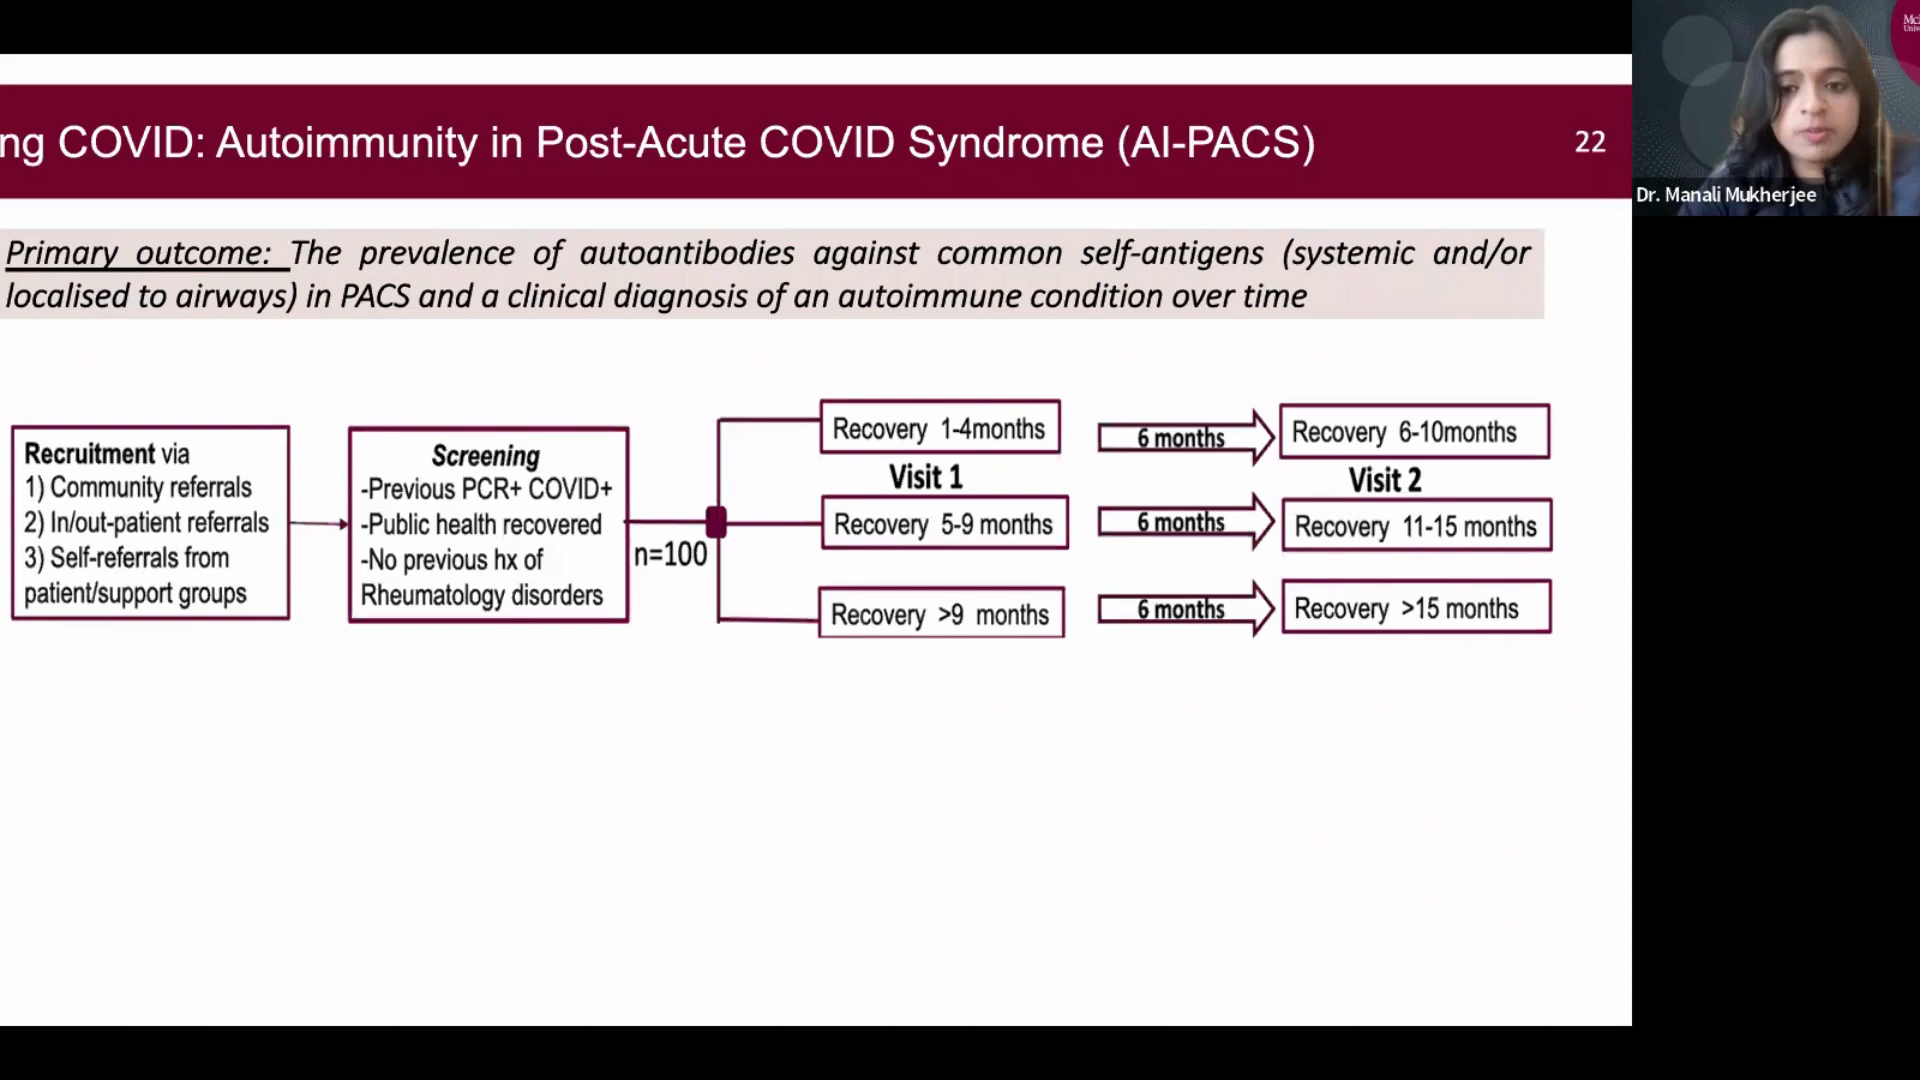 ng COVID: Autoimmunity in Post-Acute COVID Syndrome (AI-PACS)
22
Dr. Manali Mukherjee
Primary outcome: The prevalence of autoantibodies against common self-antigens (systemic and/or
localised to airways) in PACS and a clinical diagnosis of an autoimmune condition over time
Recruitment via
1) Community referrals
2) In/out-patient referrals
3) Self-referrals from
patient/support groups
Screening
-Previous PCR+ COVID+
-Public health recovered
-No previous hx of
Rheumatology disorders
n=100
Recovery 1-4months
Visit 1
Recovery 5-9 months
Recovery >9 months
6 months
6 months
6 months
Recovery 6-10months
Visit 2
Recovery 11-15 months
Recovery >15 months